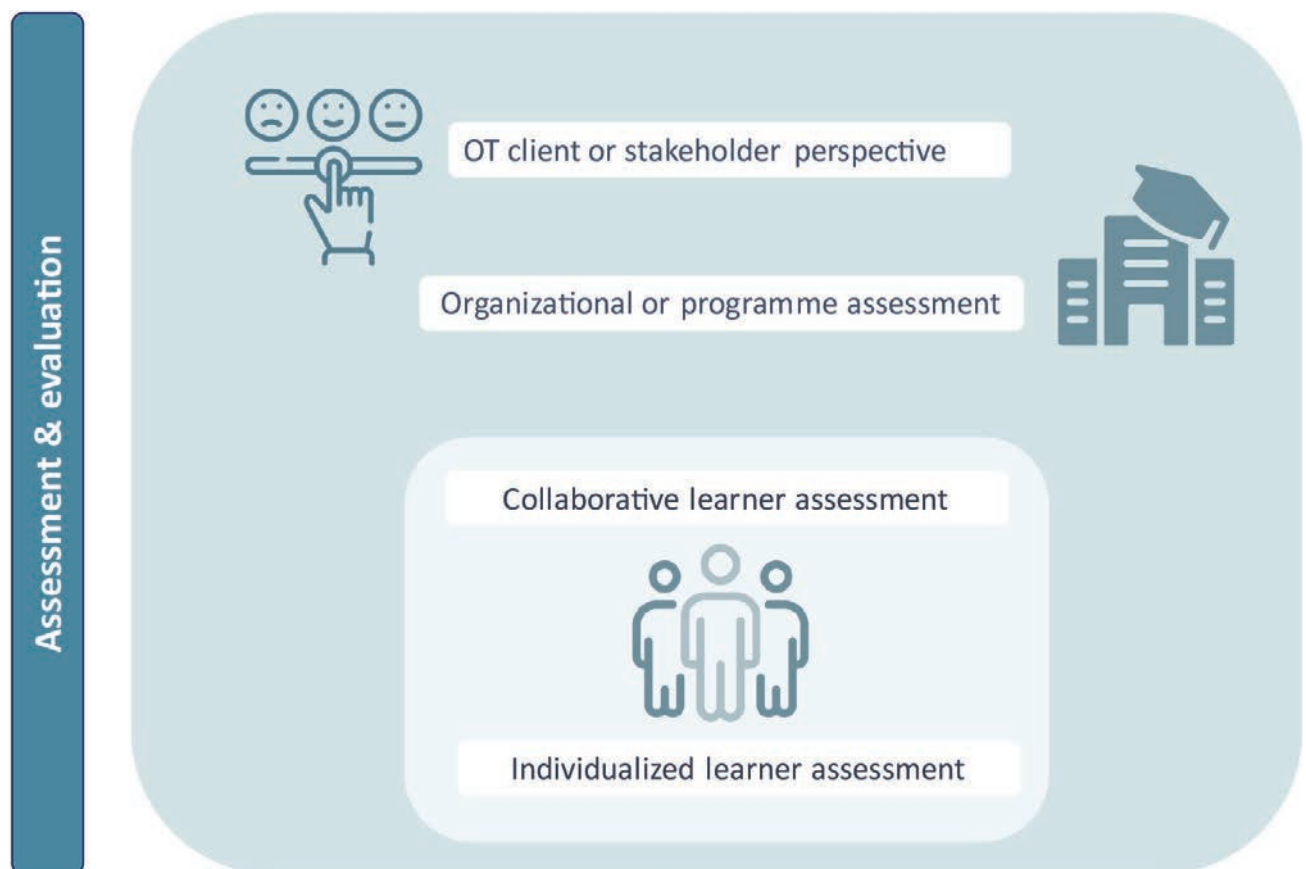 Assessment & evaluation
OT client or stakeholder perspective
Organizational or programme assessment
Collaborative learner assessment
Individualized learner assessment